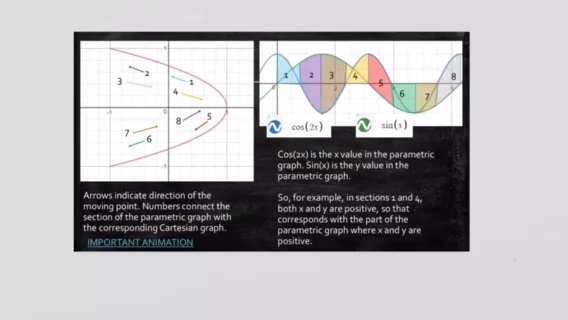 2
1
3
4
5
8
7
6
-1
0
1
2
3
4
5
6
7
8
cos(2x)
sin(x)
Cos(2x) is the x value in the parametric
graph. Sin(x) is the y value in the
parametric graph.
So, for example, in sections 1 and 4,
both x and y are positive, so that
corresponds with the part of the
parametric graph where x and y are
positive.
Arrows indicate direction of the
moving point. Numbers connect the
section of the parametric graph with
the corresponding Cartesian graph.
IMPORTANT ANIMATION